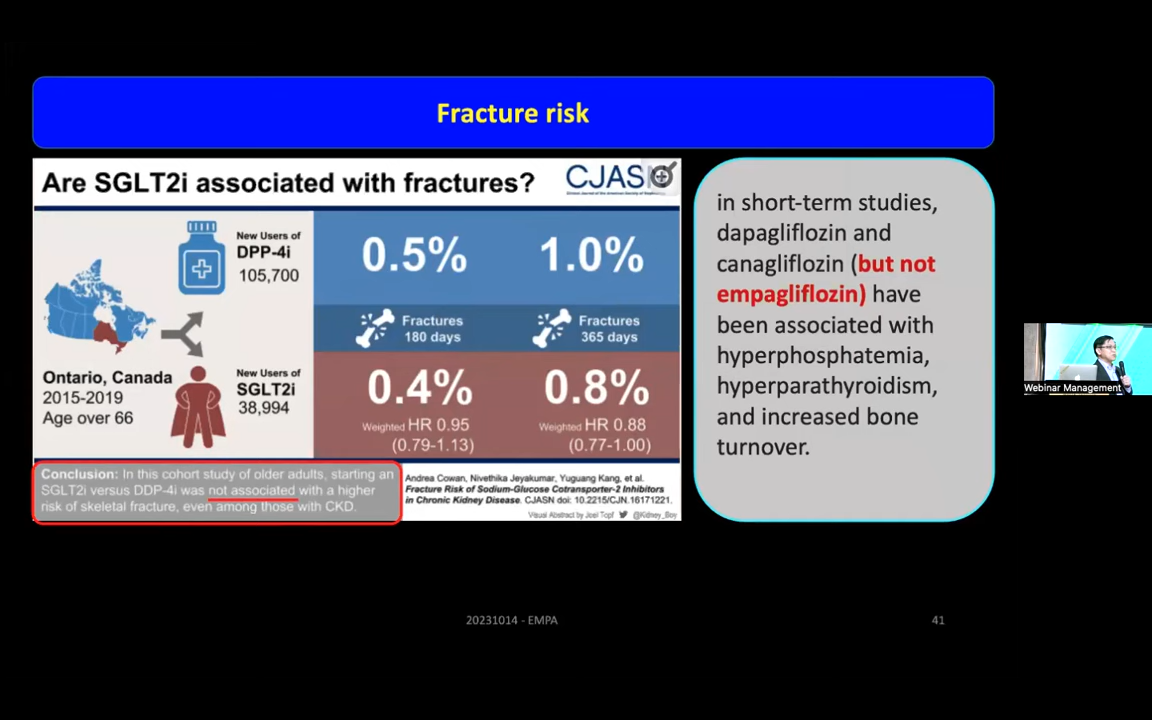 Fracture risk
Are SGLT2i associated with fractures?
CJASN
New Users of
DPP-4i
105,700
0.5%
1.0%
Fractures
180 days
Fractures
365 days
Ontario, Canada
2015-2019
Age over 66
New Users of
SGLT2i
38,994
0.4%
Weighted HR 0.95
(0.79-1.13)
0.8%
Weighted HR 0.88
(0.77-1.00)
Conclusion: In this cohort study of older adults, starting an
SGLT2i versus DDP-4i was not associated with a higher
risk of skeletal fracture, even among those with CKD.
Andrea Cowan, Nivethika Jeyakumar, Yuguang Kang, et al.
Fracture Risk of Sodium-Glucose Cotransporter-2 Inhibitors
in Chronic Kidney Disease. CJASN doi: 10.2215/CJN.16171221.
Visual Abstract by Joel Topf @Kidney_Boy
in short-term studies,
dapagliflozin and
canagliflozin (but not
empagliflozin) have
been associated with
hyperphosphatemia,
hyperparathyroidism,
and increased bone
turnover.
Webinar Management
20231014 - EMPA
41